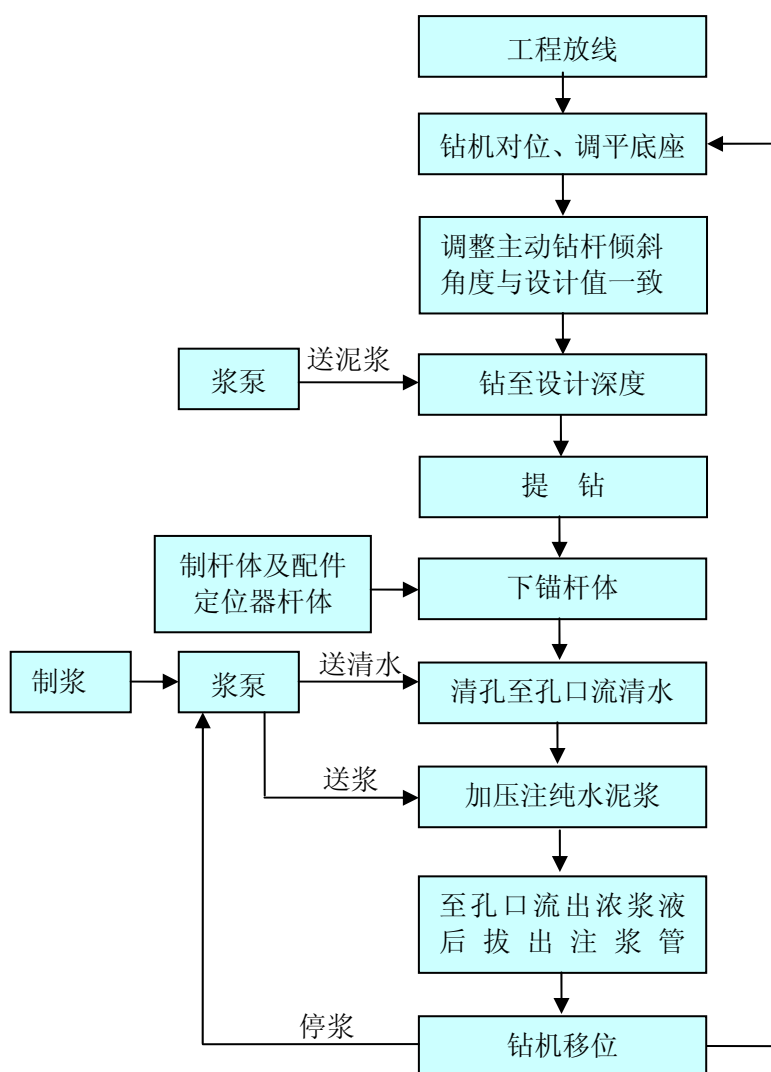 工程放线
钻机对位、调平底座
调整主动钻杆倾斜
角度与设计值一致
送泥浆
浆泵
钻至设计深度
提 钻
制杆体及配件
定位器杆体
下锚杆体
送清水
制浆
浆泵
清孔至孔口流清水
送浆
加压注纯水泥浆
至孔口流出浓浆液
后拔出注浆管
停浆
钻机移位